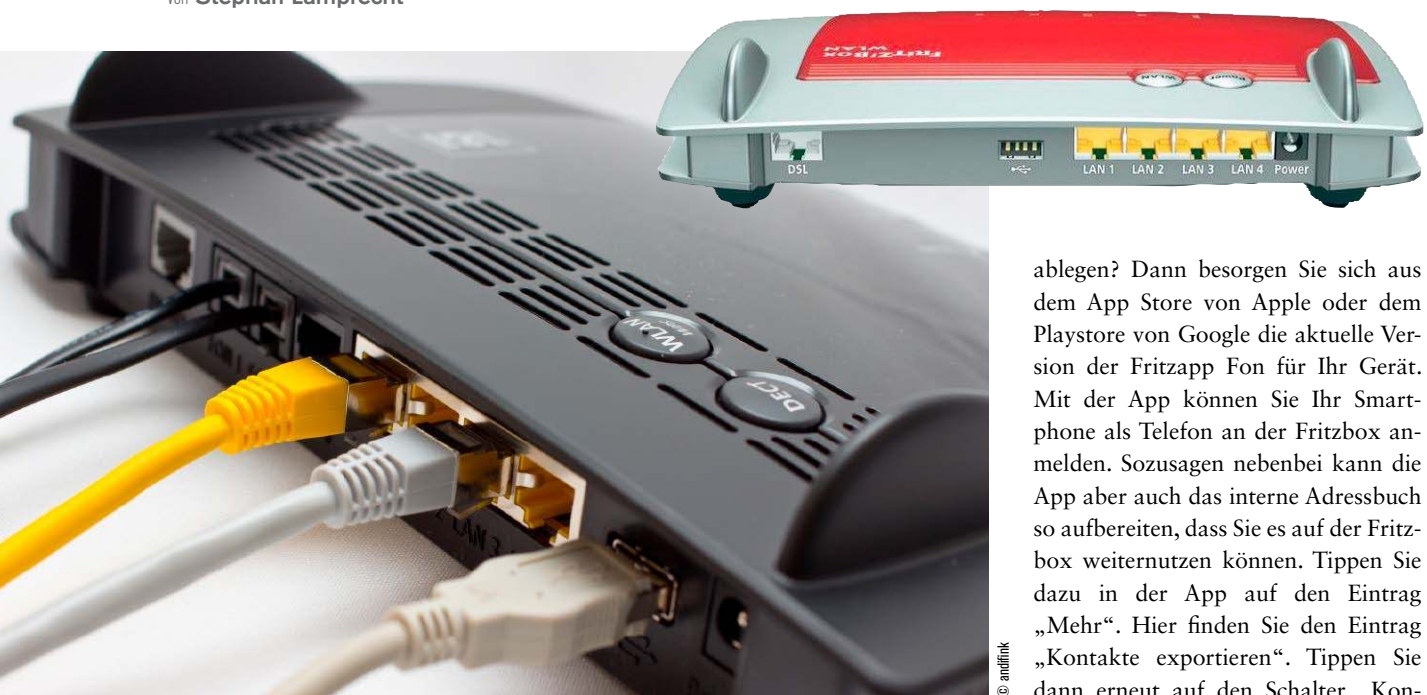 von Stephan Lamprecht
FRITZ!Box
WLAN
WLAN
Power
DSL
LAN 1 LAN 2 LAN 3 LAN 4 Power
WLAN
DECT
LAN 3
© andifink
ablegen? Dann besorgen Sie sich aus
dem App Store von Apple oder dem
Playstore von Google die aktuelle Ver-
sion der Fritzapp Fon für Ihr Gerät.
Mit der App können Sie Ihr Smart-
phone als Telefon an der Fritzbox an-
melden. Sozusagen nebenbei kann die
App aber auch das interne Adressbuch
so aufbereiten, dass Sie es auf der Fritz-
box weiternutzen können. Tippen Sie
dazu in der App auf den Eintrag
„Mehr“. Hier finden Sie den Eintrag
„Kontakte exportieren“. Tippen Sie
dann erneut auf den Schalter „Kon-